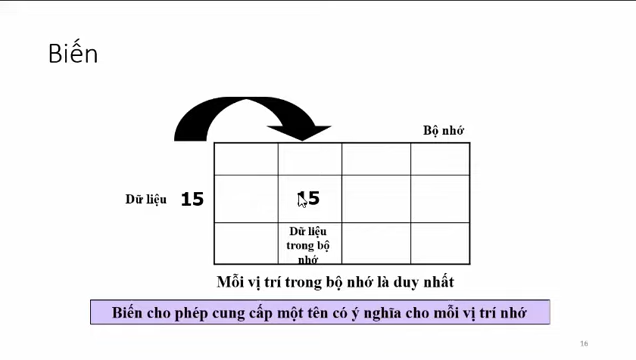 Biến
Bộ nhớ
Dữ liệu 15
15
Dữ liệu
trong bộ
nhớ
Mỗi vị trí trong bộ nhớ là duy nhất
Biến cho phép cung cấp một tên có ý nghĩa cho mỗi vị trí nhớ
16